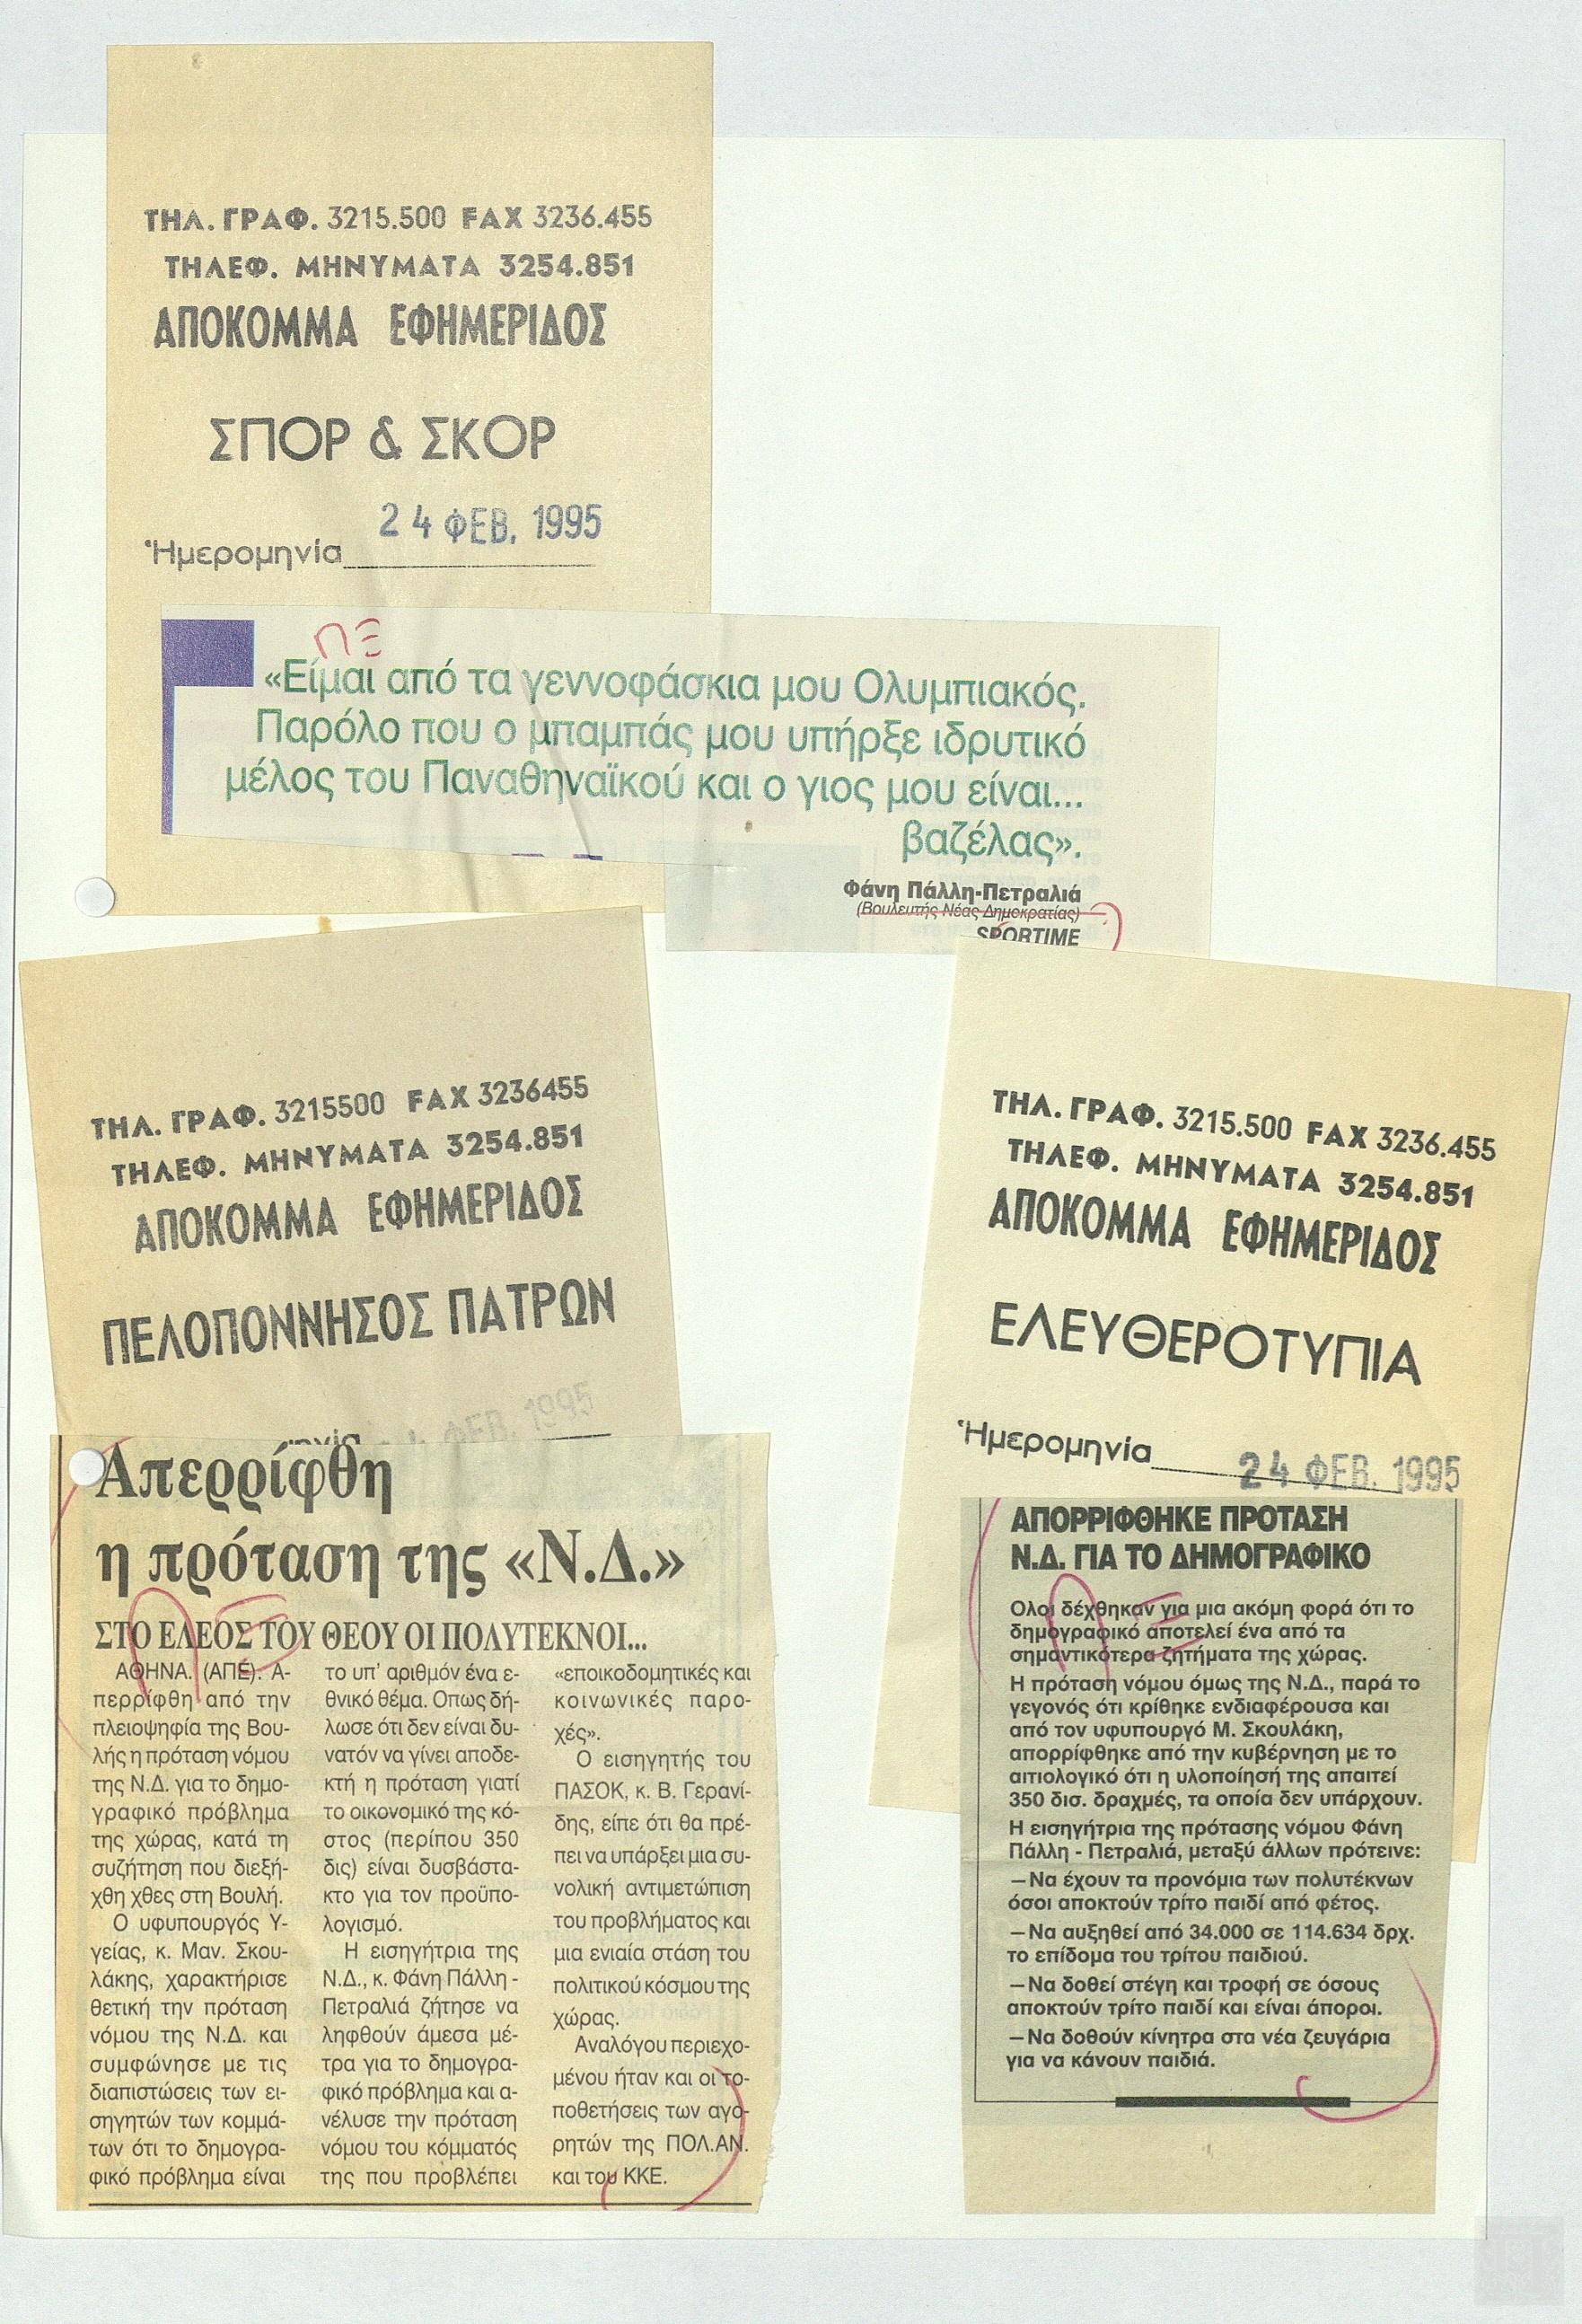 ΤΗΛ. ΓΡΑΦ. 3215.500 FAX 3236.455
ΤΗΛΕΦ. ΜΗΝΥΜΑΤΑ 3254.851
ΑΠΟΚΟΜΜΑ ΕΦΗΜΕΡΙΔΟΣ
ΣΠΟΡ & ΣΚΟΡ
24 ΦΕΒ. 1995
Ἡμερομηνία
ΠΞ
«Είμαι από τα γεννοφάσκια μου Ολυμπιακός.
Παρόλο που ο μπαμπάς μου υπήρξε ιδρυτικό
μέλος του Παναθηναϊκού και ο γιος μου είναι...
βαζέλας».
Φάνη Πάλλη-Πετραλιά
(Βουλευτής Νέας Δημοκρατίας)
SPORTIME
ΤΗΛ. ΓΡΑΦ. 3215500 FAX 3236455
ΤΗΛΕΦ. ΜΗΝΥΜΑΤΑ 3254.851
ΑΠΟΚΟΜΜΑ ΕΦΗΜΕΡΙΔΟΣ
ΠΕΛΟΠΟΝΝΗΣΟΣ ΠΑΤΡΩΝ
4 ΦΕΒ. 1995
Απερρίφθη
η πρόταση της «Ν.Δ.»
ΣΤΟ ΕΛΕΟΣ ΤΟΥ ΘΕΟΥ ΟΙ ΠΟΛΥΤΕΚΝΟΙ...
ΑΘΗΝΑ. (ΑΠΕ). Α-
περρίφθη από την
πλειοψηφία της Βου-
λής η πρόταση νόμου
της Ν.Δ. για το δημο-
γραφικό πρόβλημα
της χώρας, κατά τη
συζήτηση που διεξή-
χθη χθες στη Βουλή.
Ο υφυπουργός Υ-
γείας, κ. Μαν. Σκου-
λάκης, χαρακτήρισε
θετική την πρόταση
νόμου της Ν.Δ. και
συμφώνησε με τις
διαπιστώσεις των ει-
σηγητών των κομμά-
των ότι το δημογρα-
φικό πρόβλημα είναι
το υπ' αριθμόν ένα ε-
θνικό θέμα. Οπως δή-
λωσε ότι δεν είναι δυ-
νατόν να γίνει αποδε-
κτή η πρόταση γιατί
το οικονομικό της κό-
στος (περίπου 350
δις) είναι δυσβάστα-
κτο για τον προϋπο-
λογισμό.
Η εισηγήτρια της
Ν.Δ., κ. Φάνη Πάλλη -
Πετραλιά ζήτησε να
ληφθούν άμεσα μέ-
τρα για το δημογρα-
φικό πρόβλημα και α-
νέλυσε την πρόταση
νόμου του κόμματός
της που προβλέπει
«εποικοδομητικές και
κοινωνικές παρο-
χές».
Ο εισηγητής του
ΠΑΣΟΚ, κ. Β. Γερανί-
δης, είπε ότι θα πρέ-
πει να υπάρξει μια συ-
νολική αντιμετώπιση
του προβλήματος και
μια ενιαία στάση του
πολιτικού κόσμου της
χώρας.
Αναλόγου περιεχο-
μένου ήταν και οι το-
ποθετήσεις των αγο-
ρητών της ΠΟΛ.ΑΝ.
και του ΚΚΕ.
ΤΗΛ. ΓΡΑΦ. 3215.500 FAX 3236.455
ΤΗΛΕΦ. ΜΗΝΥΜΑΤΑ 3254.851
ΑΠΟΚΟΜΜΑ ΕΦΗΜΕΡΙΔΟΣ
ΕΛΕΥΘΕΡΟΤΥΠΙΑ
Ἡμερομηνία 24 ΦΕΒ. 1995
ΑΠΟΡΡΙΦΘΗΚΕ ΠΡΟΤΑΣΗ
Ν.Δ. ΓΙΑ ΤΟ ΔΗΜΟΓΡΑΦΙΚΟ
Ολοι δέχθηκαν για μια ακόμη φορά ότι το
δημογραφικό αποτελεί ένα από τα
σημαντικότερα ζητήματα της χώρας.
Η πρόταση νόμου όμως της Ν.Δ., παρά το
γεγονός ότι κρίθηκε ενδιαφέρουσα και
από τον υφυπουργό Μ. Σκουλάκη,
απορρίφθηκε από την κυβέρνηση με το
αιτιολογικό ότι η υλοποίησή της απαιτεί
350 δισ. δραχμές, τα οποία δεν υπάρχουν.
Η εισηγήτρια της πρότασης νόμου Φάνη
Πάλλη - Πετραλιά, μεταξύ άλλων πρότεινε:
—Να έχουν τα προνόμια των πολυτέκνων
όσοι αποκτούν τρίτο παιδί από φέτος.
—Να αυξηθεί από 34.000 σε 114.634 δρχ.
το επίδομα του τρίτου παιδιού.
—Να δοθεί στέγη και τροφή σε όσους
αποκτούν τρίτο παιδί και είναι άποροι.
—Να δοθούν κίνητρα στα νέα ζευγάρια
για να κάνουν παιδιά.